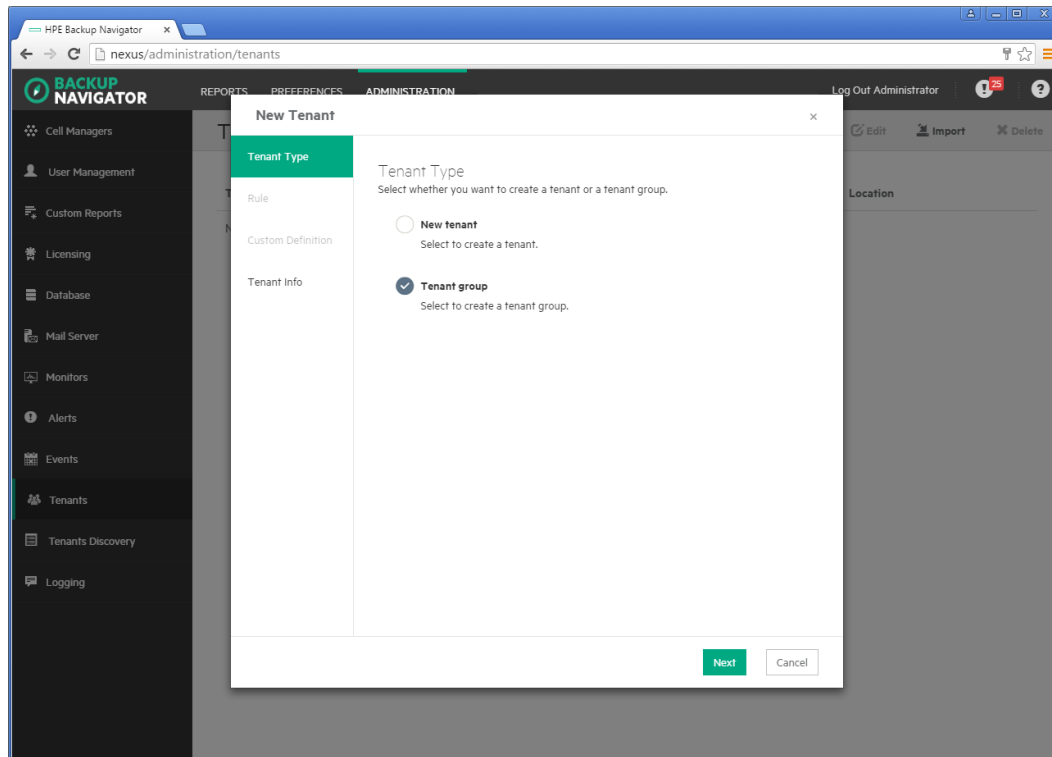 HPE Backup Navigator
nexus/administration/tenants
BACKUP
NAVIGATOR
REPORTS PREFERENCES ADMINISTRATION
Log Out Administrator
25
?
Cell Managers
User Management
Custom Reports
Licensing
Database
Mail Server
Monitors
Alerts
Events
Tenants
Tenants Discovery
Logging
Edit Import Delete
Location
New Tenant
Tenant Type
Rule
Custom Definition
Tenant Info
Tenant Type
Select whether you want to create a tenant or a tenant group.
New tenant
Select to create a tenant.
Tenant group
Select to create a tenant group.
Next Cancel